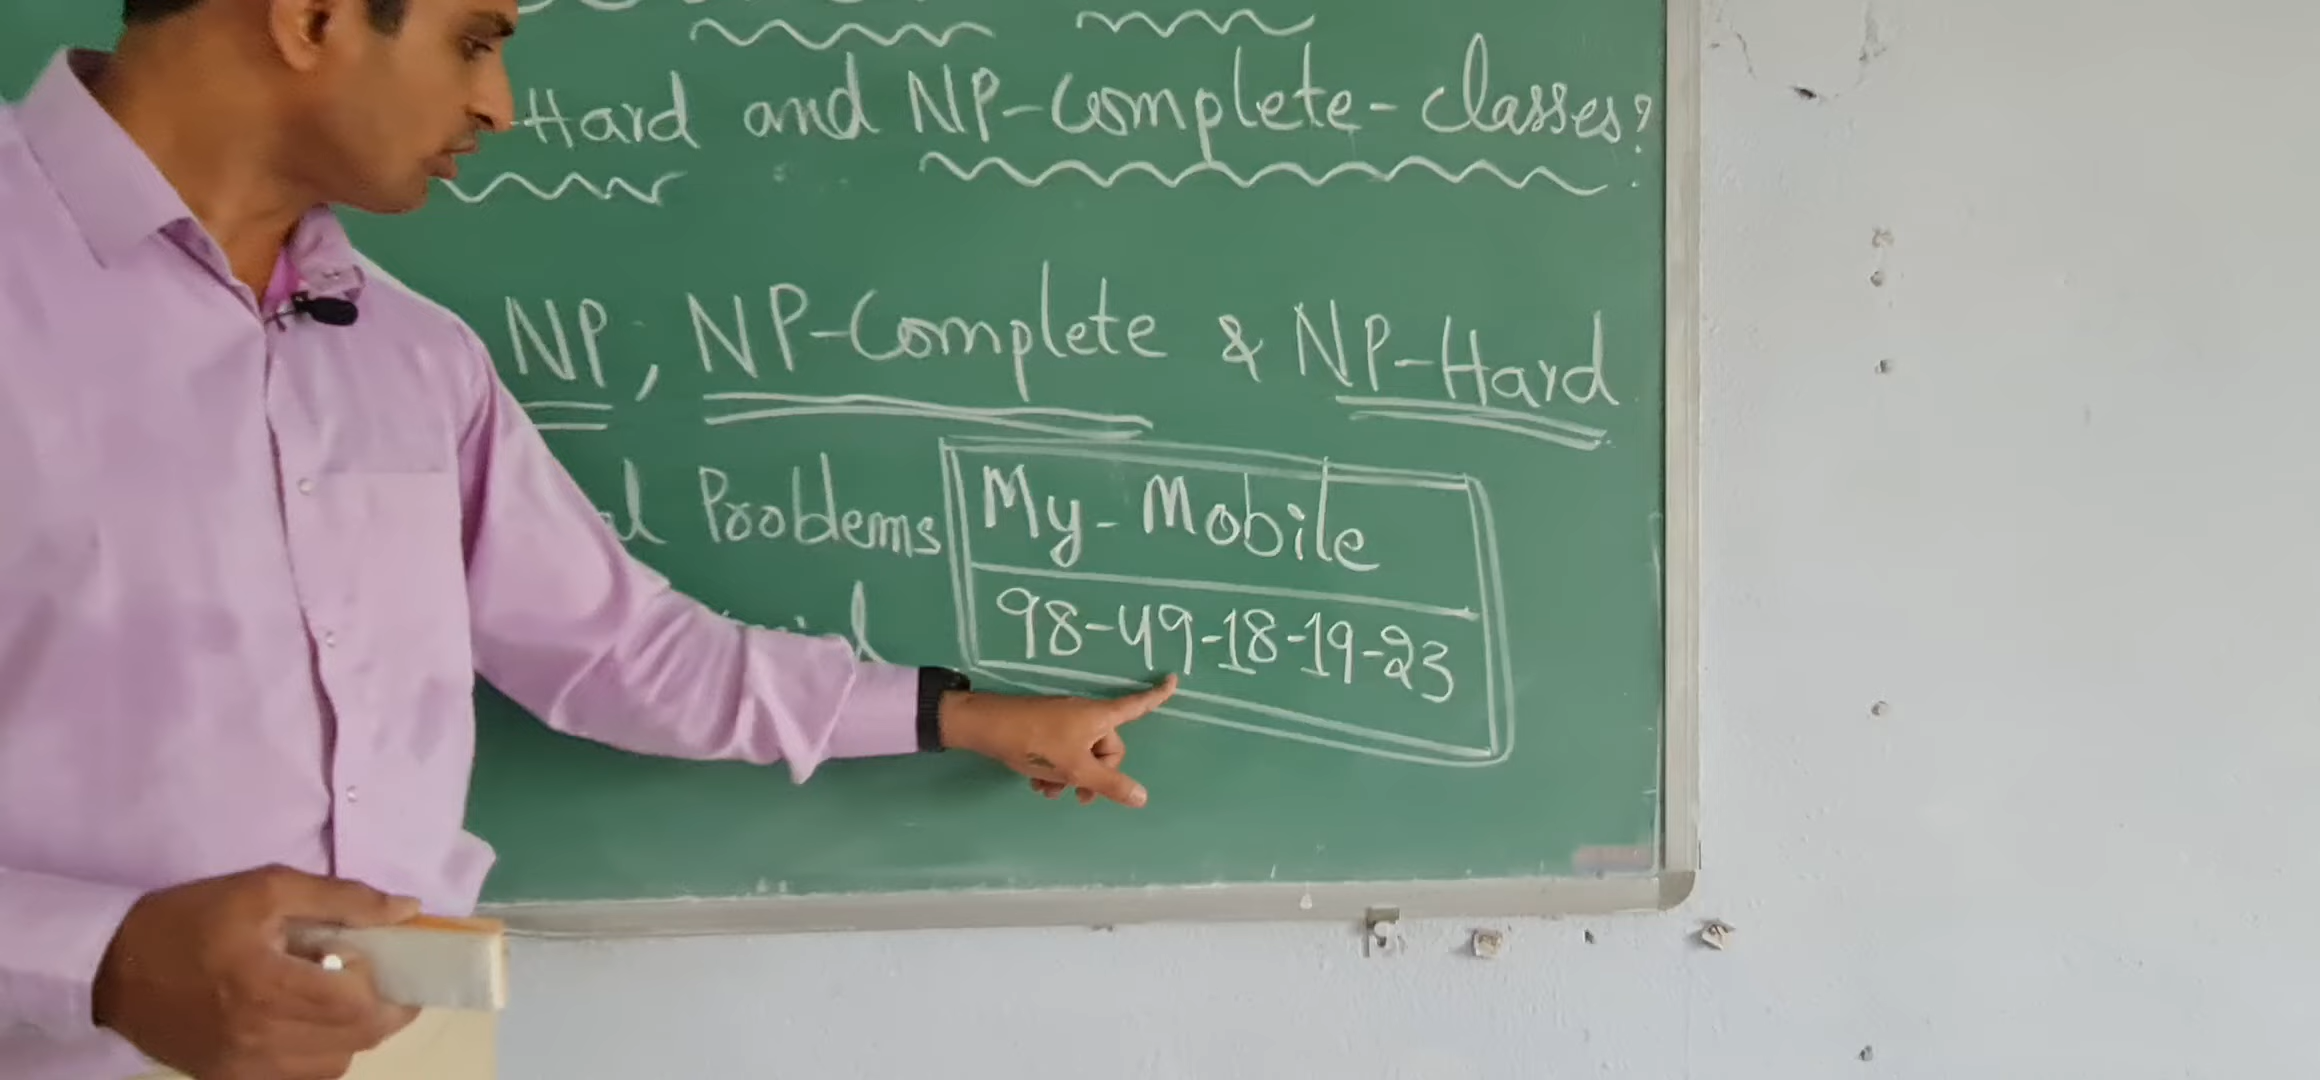 -Hard and NP-Complete-classes?
NP, NP-Complete & NP-Hard
Problems
My-Mobile
98-49-18-19-23